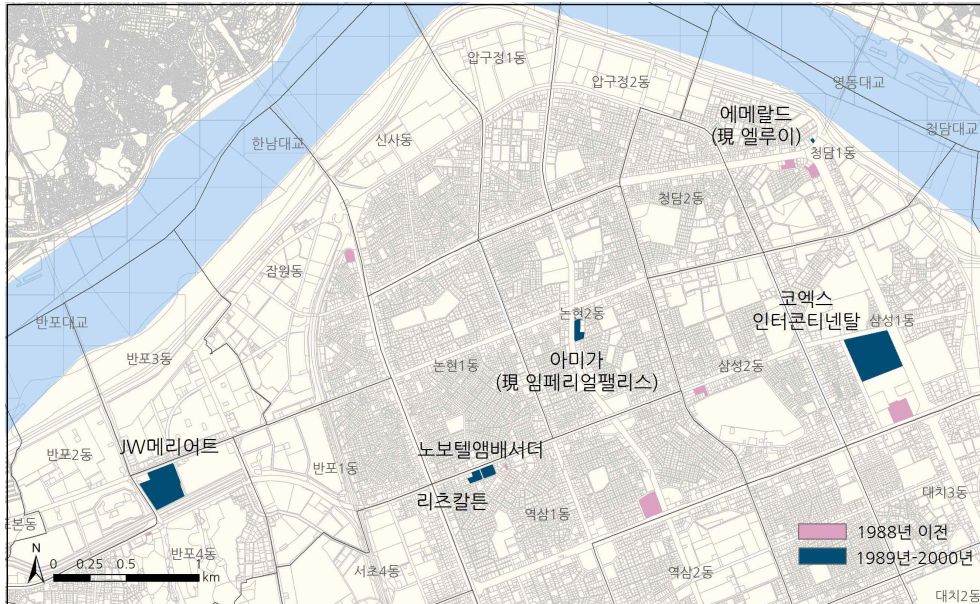 압구정1동
압구정2동
영동대교
에메랄드
(現 엘루이)
청담대교
한남대교
신사동
청담1동
청담2동
잠원동
코엑스
인터콘티넨탈
논현2동
삼성1동
반포대교
반포3동
아미가
(現 임페리얼팰리스)
논현1동
삼성2동
JW메리어트
노보텔앰배서더
반포2동
반포1동
리츠칼튼
역삼1동
대치3동
본동
반포4동
서초4동
역삼2동
대치2동
1988년 이전
1989년-2000년
N
0 0.25 0.5 1
km